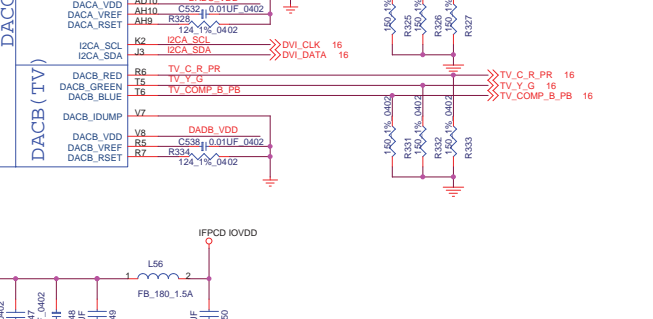 DACA_VDD
DACA_VREF AH10 C532 0.01UF_0402
DACA_RSET AH9 R328
124_1%_0402
I2CA_SCL K2 I2CA_SCL DVI_CLK 16
I2CA_SDA J3 I2CA_SDA DVI_DATA 16
R325
R326
R327
DACB(TV)
DACB_RED R6 TV_C_R_PR TV_C_R_PR 16
DACB_GREEN T5 TV_Y_G TV_Y_G 16
DACB_BLUE T6 TV_COMP_B_PB TV_COMP_B_PB 16
DACB_IDUMP V7
DACB_VDD V8 DADB_VDD
DACB_VREF R5 C538 0.01UF_0402
DACB_RSET R7 R334
124_1%_0402
150_1%_0402
R331
150_1%_0402
R332
150_1%_0402
R333
IFPCD IOVDD
L56
1 2
FB_180_1.5A